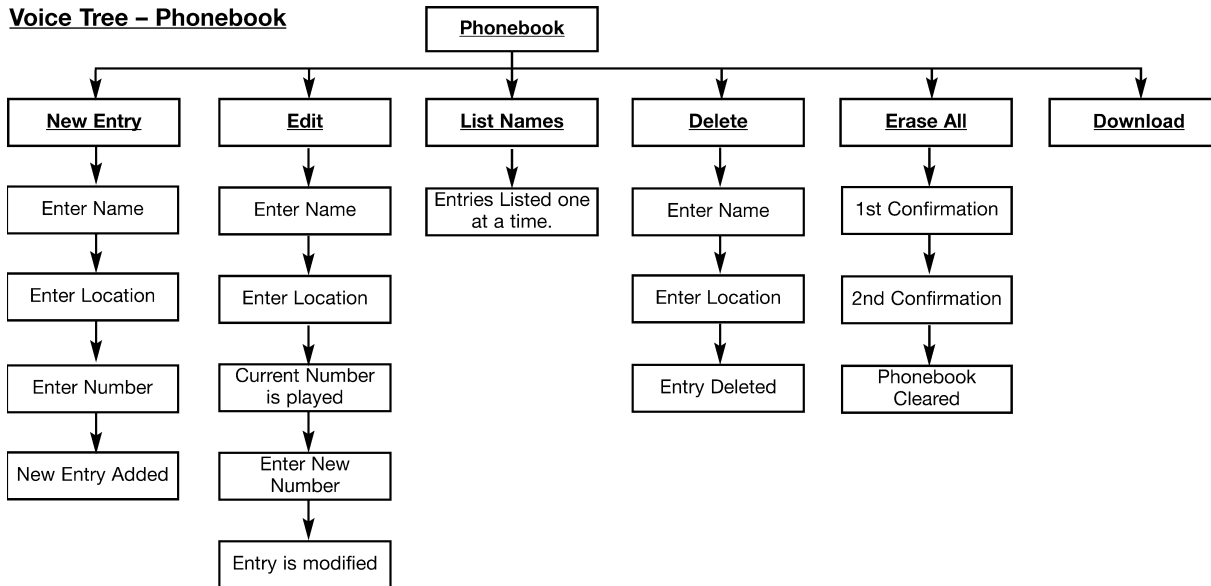 Voice Tree – Phonebook
Phonebook
New Entry
Edit
List Names
Delete
Erase All
Download
Enter Name
Enter Name
Entries Listed one
at a time.
Enter Name
1st Confirmation
Enter Location
Enter Location
Enter Location
2nd Confirmation
Enter Number
Current Number
is played
Entry Deleted
Phonebook
Cleared
New Entry Added
Enter New
Number
Entry is modified